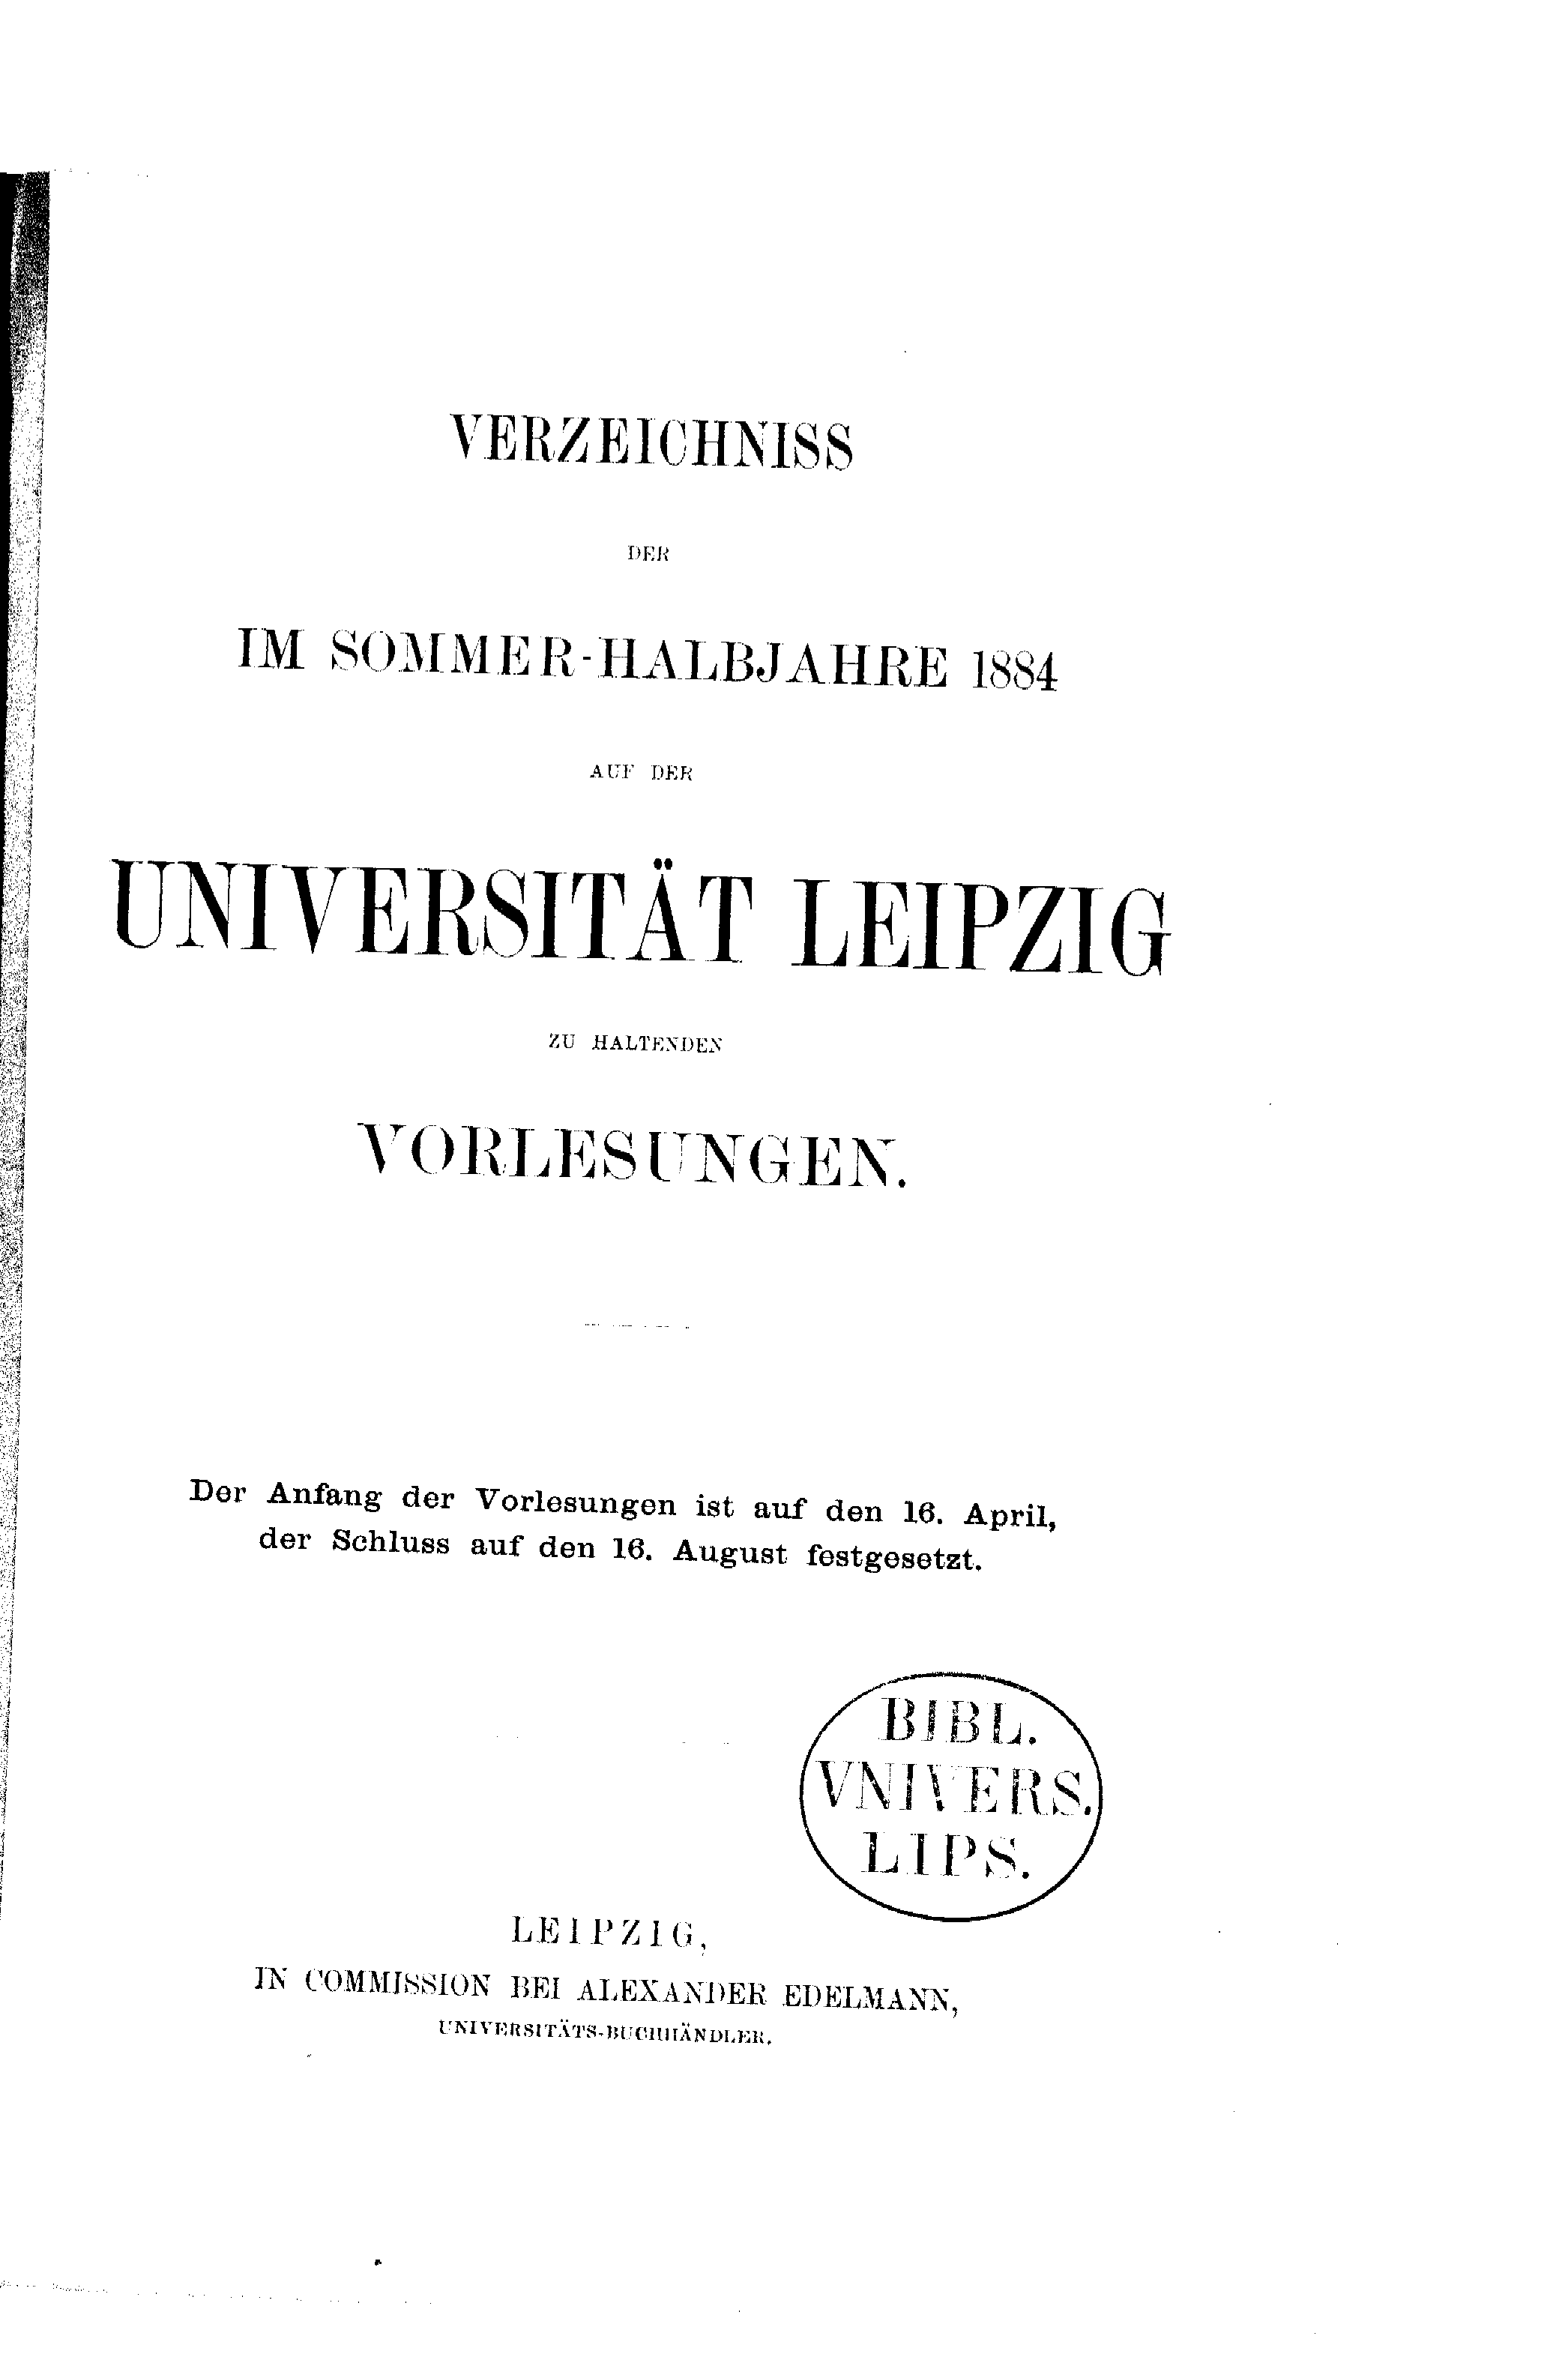 VERZEICHNISS
DER
IM SOMMER-HALBJAHRE 1884
AUF DER
UNIVERSITÄT LEIPZIG
ZU HALTENDEN
VORLESUNGEN.
Der Anfang der Vorlesungen ist auf den 16. April,
der Schluss auf den 16. August festgesetzt.
BIBL.
VNIVERS.
LIPS.
LEIPZIG,
IN COMMISSION BEI ALEXANDER EDELMANN,
UNIVERSITÄTS-BUCHHÄNDLER.